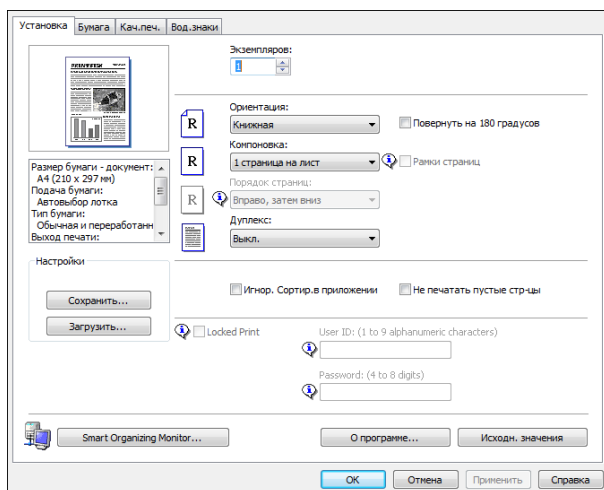 Установка Бумага Кач.печ. Вод.знаки
Экземпляров:
1
Ориентация:
Книжная
Повернуть на 180 градусов
Компоновка:
1 страница на лист
Рамки страниц
Порядок страниц:
Вправо, затем вниз
Дуплекс:
Выкл.
Размер бумаги - документ:
A4 (210 x 297 мм)
Подача бумаги:
Автовыбор лотка
Тип бумаги:
Обычная и переработанн
Выход печати:
Настройки
Сохранить...
Загрузить...
Игнор. Сортир.в приложении
Не печатать пустые стр-цы
Locked Print
User ID: (1 to 9 alphanumeric characters)
Password: (4 to 8 digits)
Smart Organizing Monitor...
О программе...
Исходн. значения
OK Отмена Применить Справка